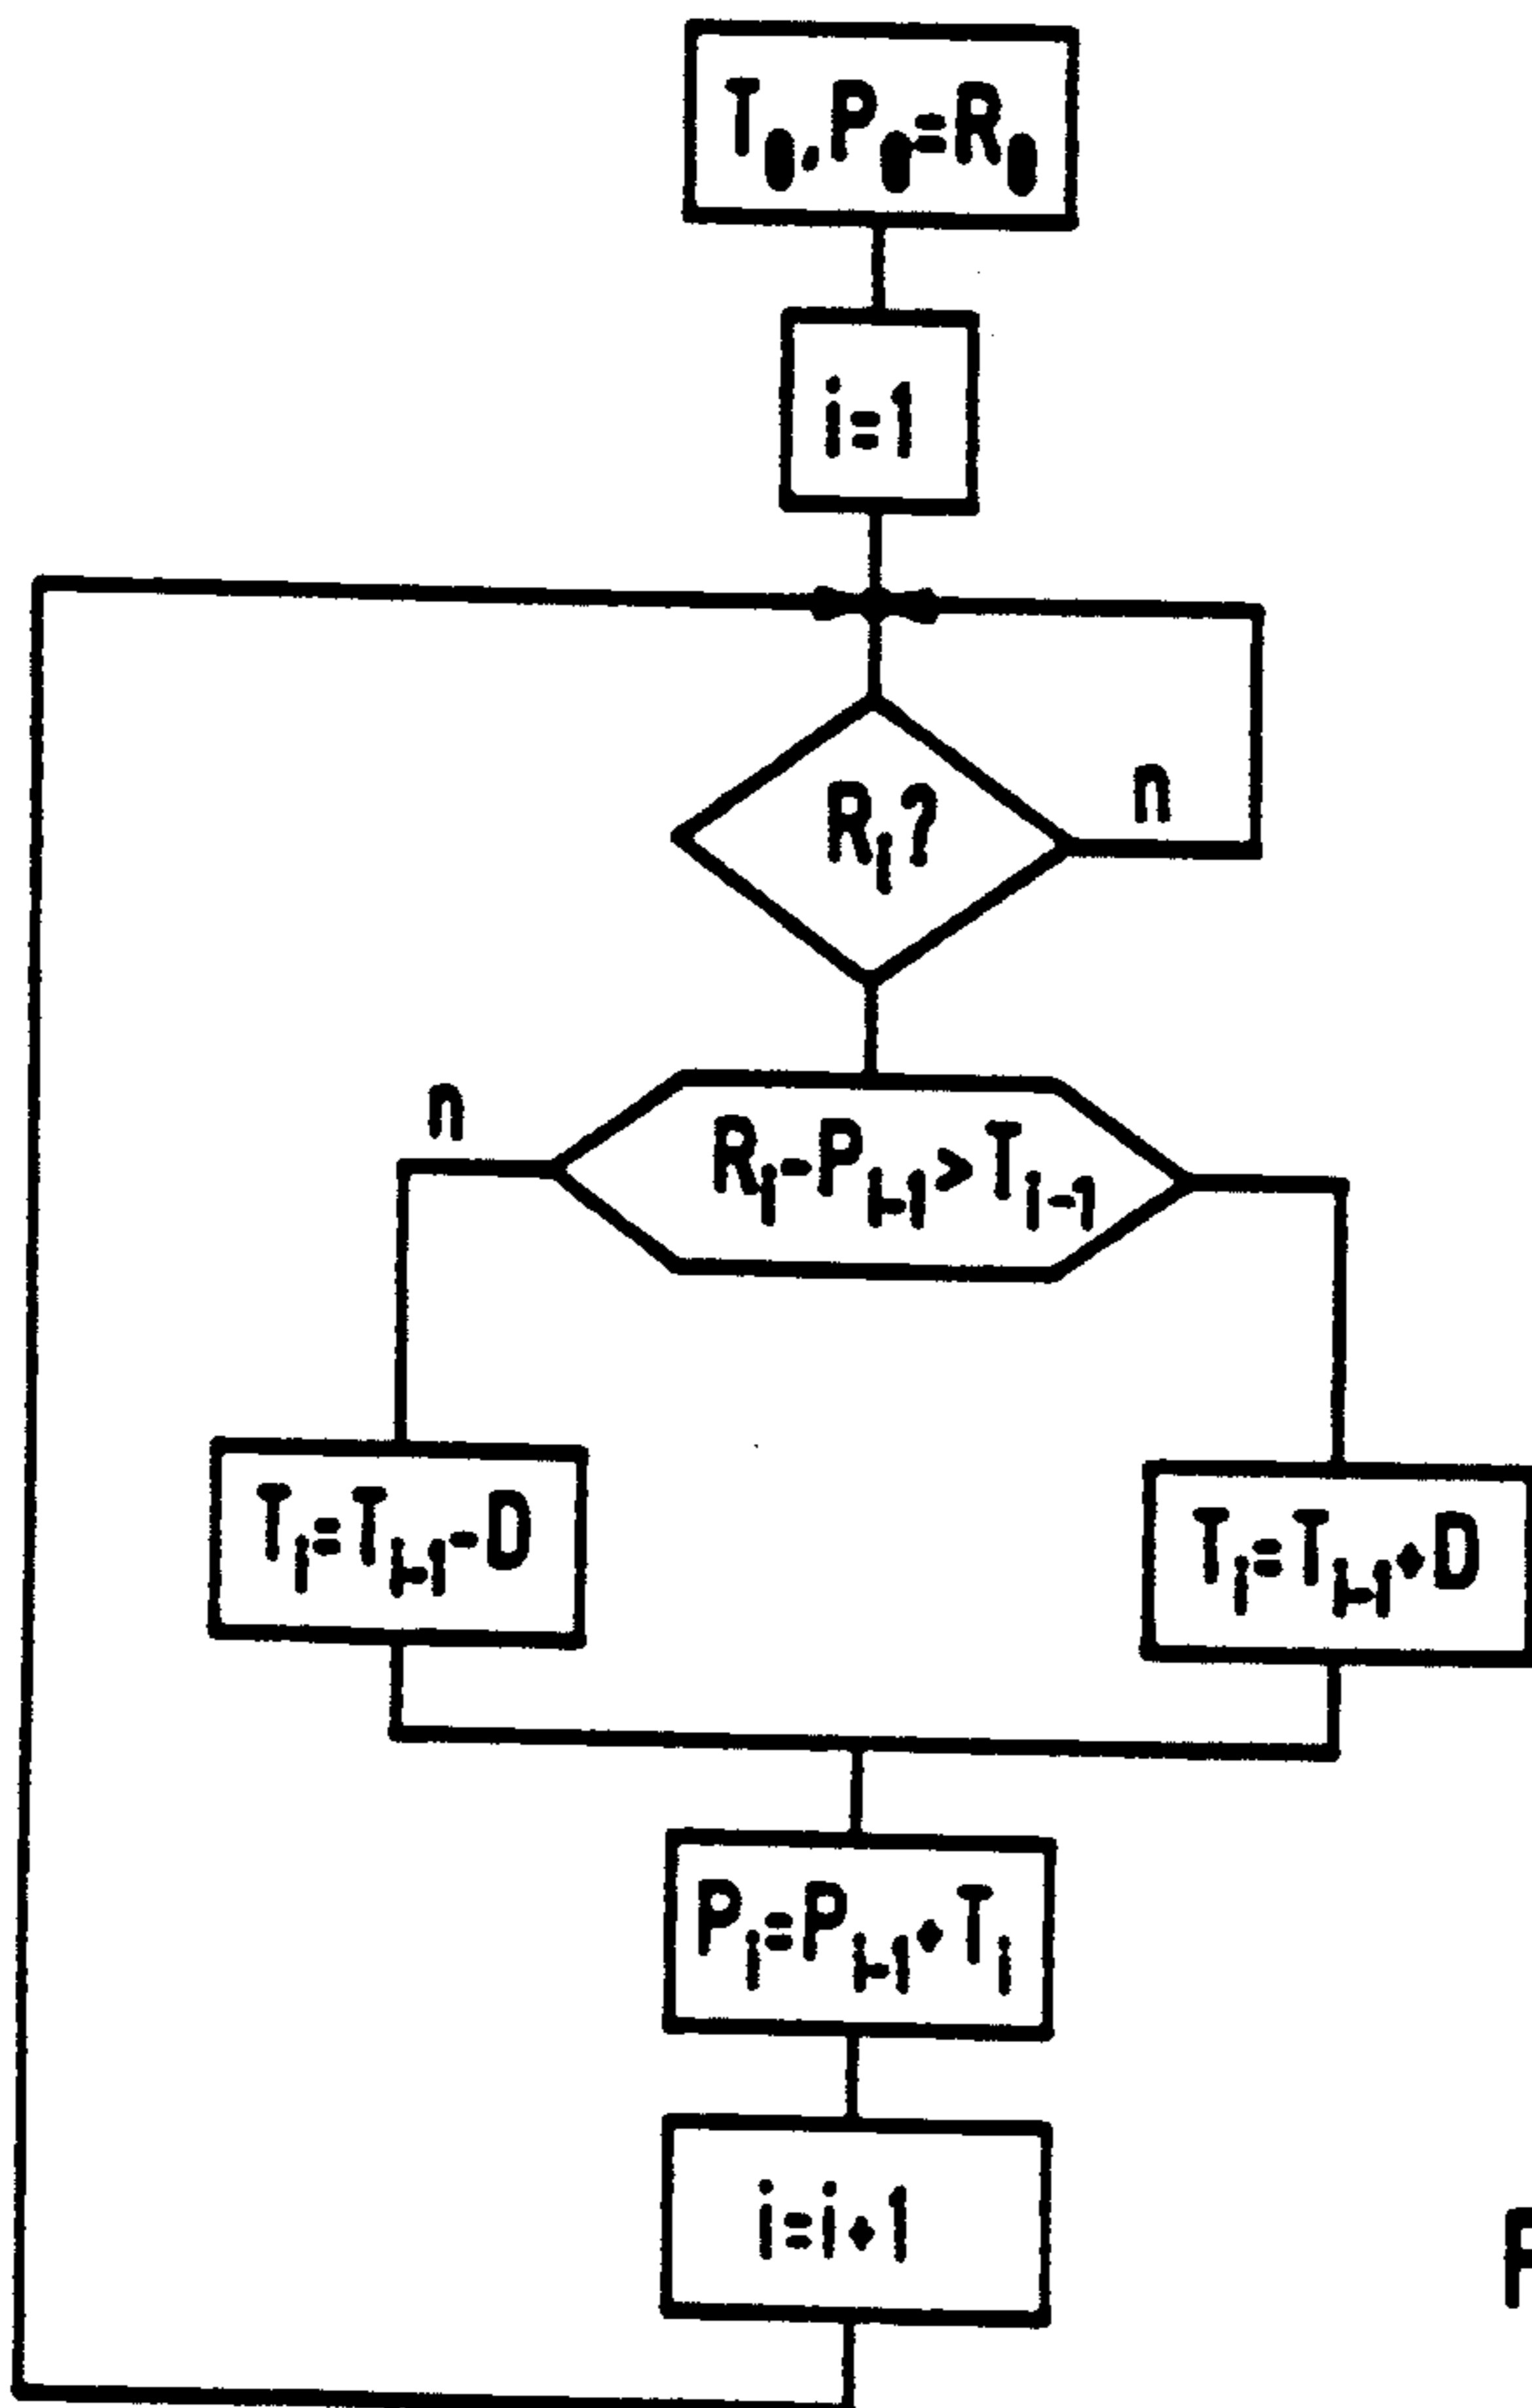 T₀, P₀=R₀
i=1
Rᵢ?
n
n
Rᵢ-Pᵢ₋₁>Tᵢ₋₁
Tᵢ=Tᵢ₋₁-D
Tᵢ=Tᵢ₋₁+D
Pᵢ=Pᵢ₋₁+Tᵢ
i=i+1